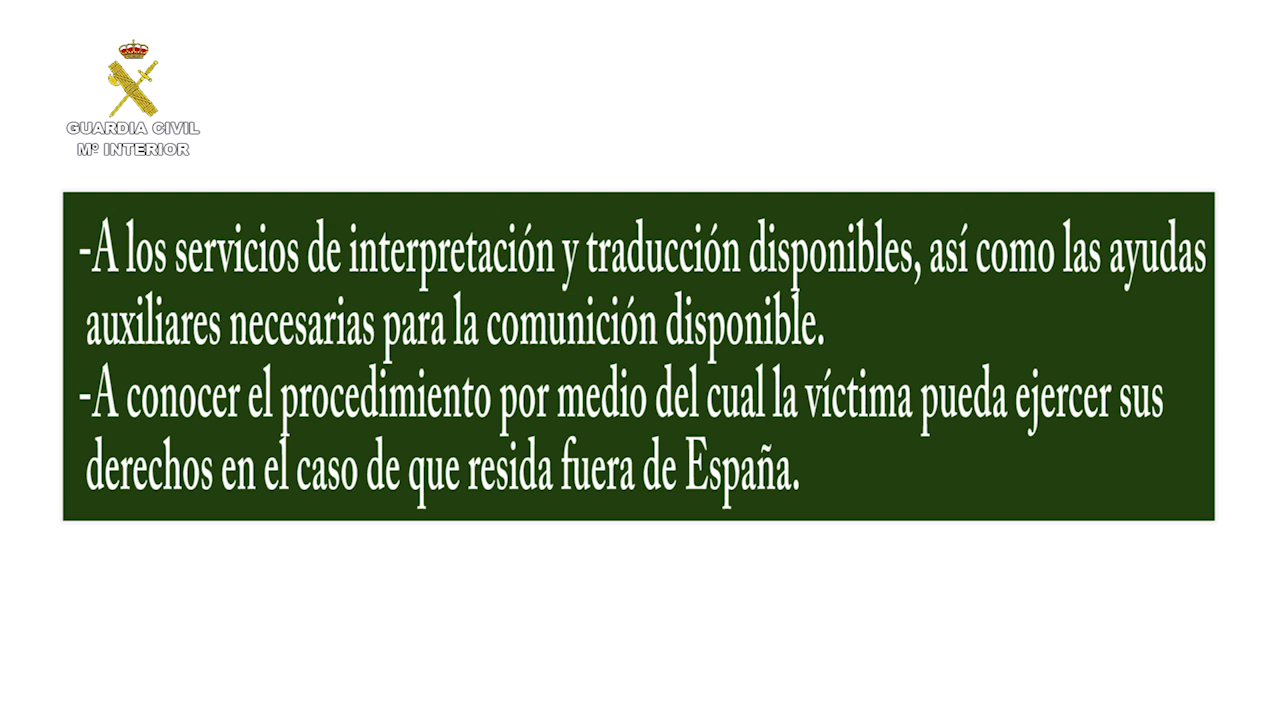 GUARDIA CIVIL
Mº INTERIOR
-A los servicios de interpretación y traducción disponibles, así como las ayudas
auxiliares necesarias para la comunición disponible.
-A conocer el procedimiento por medio del cual la víctima pueda ejercer sus
derechos en el caso de que resida fuera de España.